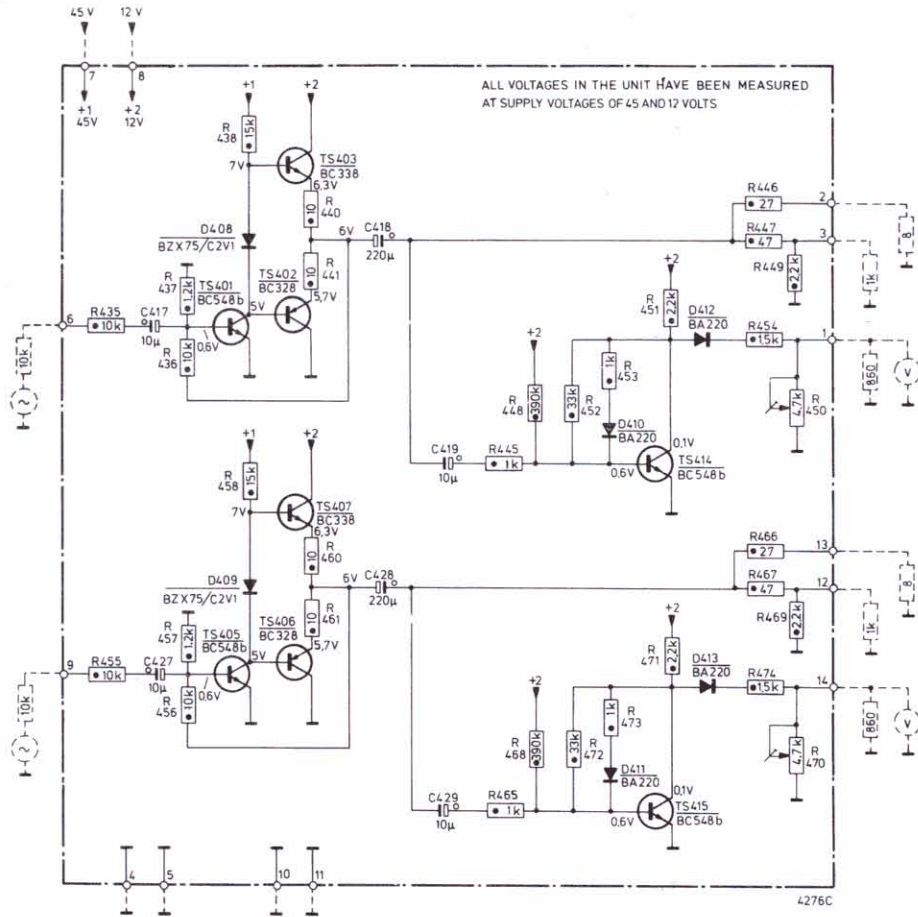 45 V 12 V
7 8
+1 +2
45V 12V
ALL VOLTAGES IN THE UNIT HAVE BEEN MEASURED
AT SUPPLY VOLTAGES OF 45 AND 12 VOLTS
+1 +2
R
438
15k
TS403
BC338
7V
6,3V
10
R
440
D408
BZX75/C2V1
6V
C418
220µ
R446
27
2
R447
47
3
8
R449
2,2k
1k
R
437
1,2k
TS401
BC548b
TS402
BC328
10
R
441
5V
5,7V
6
R435
10k
C417
10µ
0,6V
R
436
10k
10k
~
+2
R
451
2,2k
D412
BA220
R454
1,5k
1
860
V
+2
1k
R
453
R
448
390k
33k
R
452
D410
BA220
4,7k
R
450
C419
10µ
R445
1k
0,6V
0,1V
TS414
BC548b
+1 +2
R
458
15k
TS407
BC338
7V
6,3V
10
R
460
D409
BZX75/C2V1
6V
C428
220µ
R466
27
13
R467
47
12
8
R469
2,2k
1k
R
457
1,2k
TS405
BC548b
TS406
BC328
10
R
461
5V
5,7V
9
R455
10k
C427
10µ
0,6V
R
456
10k
10k
~
+2
R
471
2,2k
D413
BA220
R474
1,5k
14
860
V
+2
1k
R
473
R
468
390k
33k
R
472
D411
BA220
4,7k
R
470
C429
10µ
R465
1k
0,6V
0,1V
TS415
BC548b
4 5 10 11
4276C